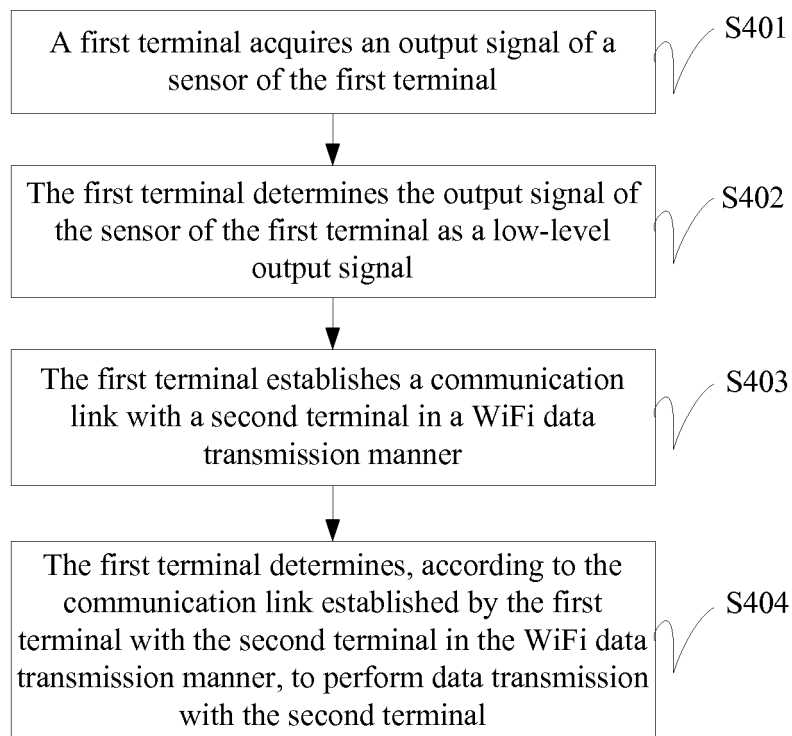 A first terminal acquires an output signal of a
sensor of the first terminal
S401
The first terminal determines the output signal of
the sensor of the first terminal as a low-level
output signal
S402
The first terminal establishes a communication
link with a second terminal in a WiFi data
transmission manner
S403
The first terminal determines, according to the
communication link established by the first
terminal with the second terminal in the WiFi data
transmission manner, to perform data transmission
with the second terminal
S404